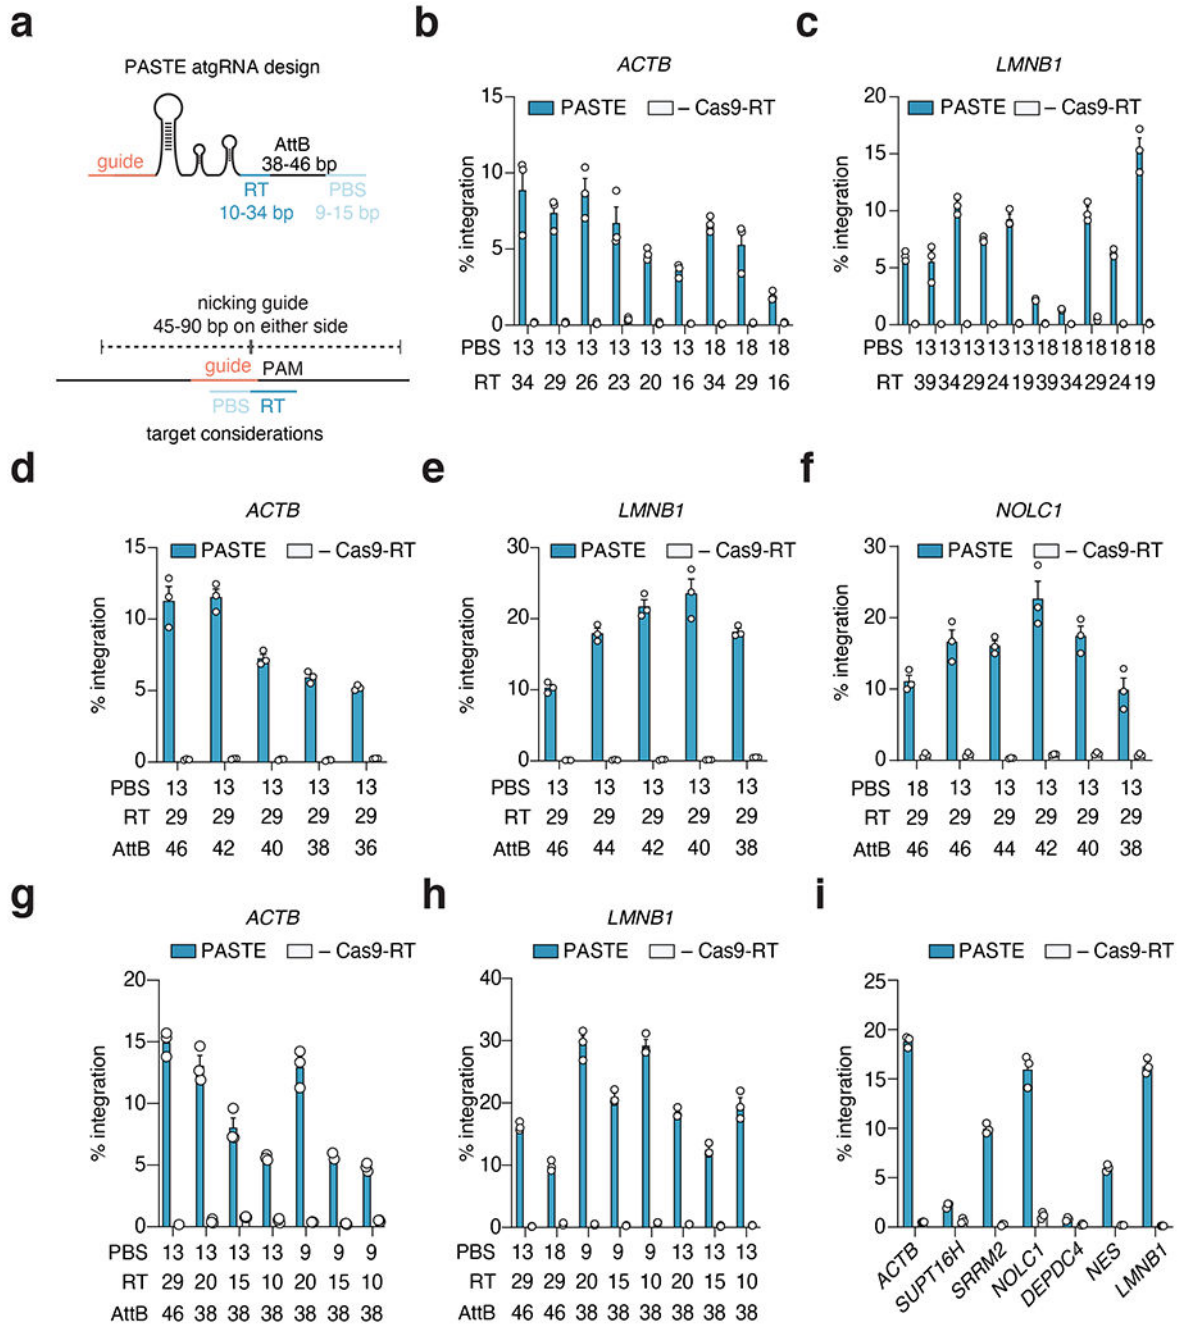 a
PASTE atgRNA design
guide
AttB
38-46 bp
RT
PBS
10-34 bp
9-15 bp
nicking guide
45-90 bp on either side
guide
PAM
PBS
RT
target considerations
b
ACTB
PASTE
– Cas9-RT
% integration
15
10
5
0
PBS 13 13 13 13 13 13 18 18 18
RT 34 29 26 23 20 16 34 29 16
c
LMNB1
PASTE
– Cas9-RT
% integration
20
15
10
5
0
PBS 13 13 13 13 13 18 18 18 18 18
RT 39 34 29 24 19 39 34 29 24 19
d
ACTB
PASTE
– Cas9-RT
% integration
15
10
5
0
PBS 13 13 13 13 13
RT 29 29 29 29 29
AttB 46 42 40 38 36
e
LMNB1
PASTE
– Cas9-RT
% integration
30
20
10
0
PBS 13 13 13 13 13
RT 29 29 29 29 29
AttB 46 44 42 40 38
f
NOLC1
PASTE
– Cas9-RT
% integration
30
20
10
0
PBS 18 13 13 13 13 13
RT 29 29 29 29 29 29
AttB 46 46 44 42 40 38
g
ACTB
PASTE
– Cas9-RT
% integration
20
15
10
5
0
PBS 13 13 13 13 9 9 9
RT 29 20 15 10 20 15 10
AttB 46 38 38 38 38 38 38
h
LMNB1
PASTE
– Cas9-RT
% integration
40
30
20
10
0
PBS 13 18 9 9 9 13 13 13
RT 29 29 20 15 10 20 15 10
AttB 46 46 38 38 38 38 38 38
i
PASTE
– Cas9-RT
% integration
25
20
15
10
5
0
ACTB
SUPT16H
SRRM2
NOLC1
DEPDC4
NES
LMNB1